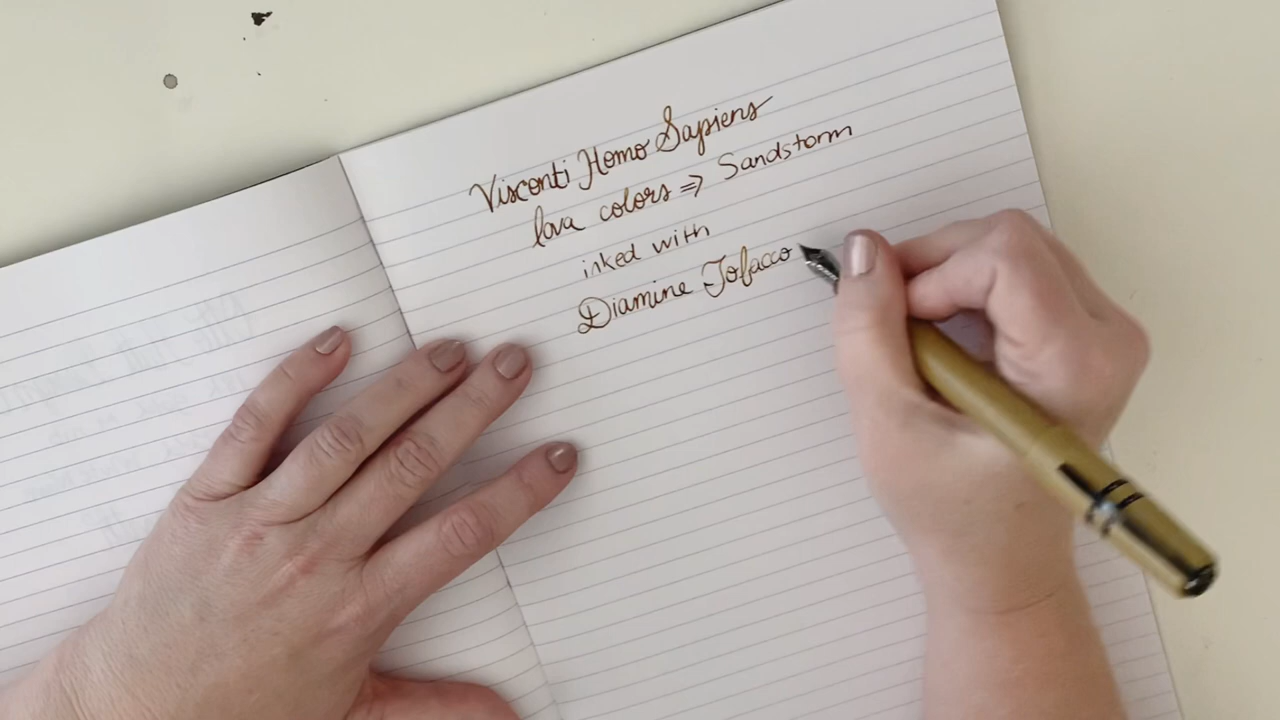 Visconti Homo Sapiens
lava colors => Sandstorm
inked with
Diamine Tobacco